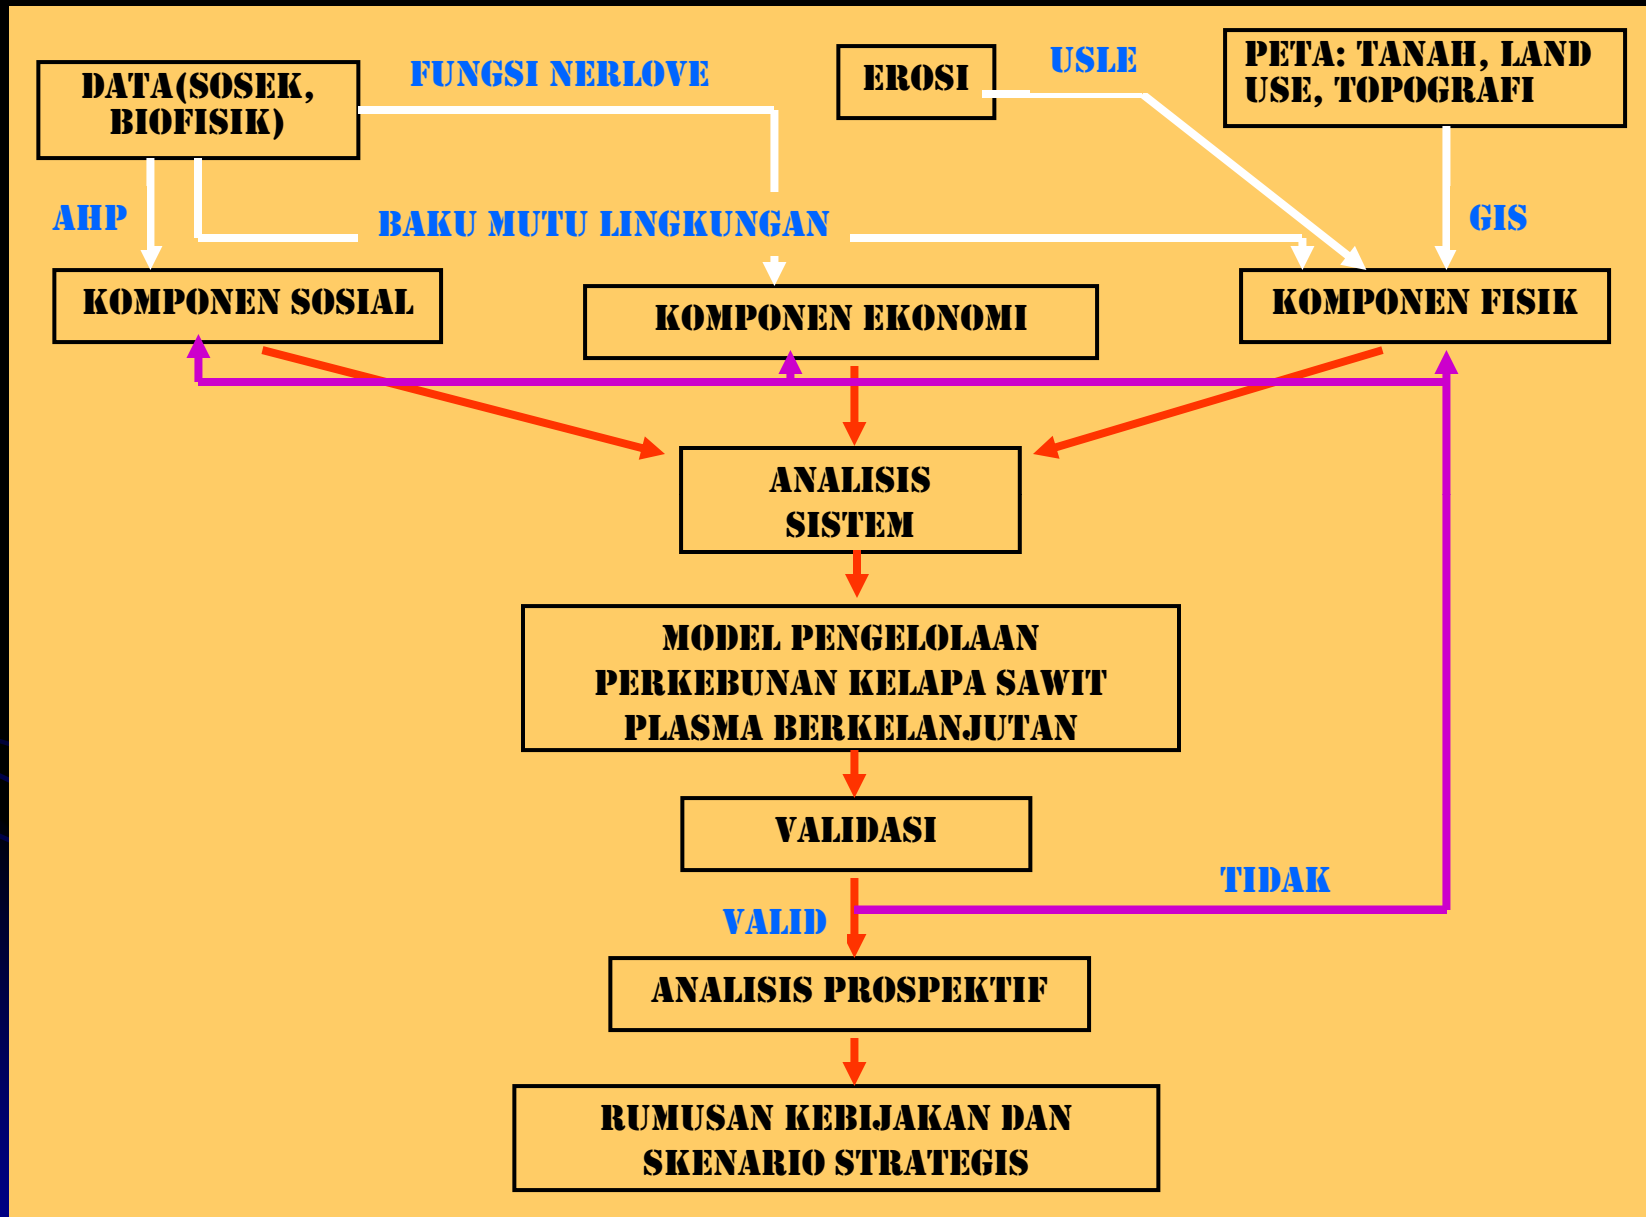 DATA(SOSEK,
BIOFISIK)
FUNGSI NERLOVE
EROSI
USLE
PETA: TANAH, LAND
USE, TOPOGRAFI
AHP
BAKU MUTU LINGKUNGAN
GIS
KOMPONEN SOSIAL
KOMPONEN EKONOMI
KOMPONEN FISIK
ANALISIS
SISTEM
MODEL PENGELOLAAN
PERKEBUNAN KELAPA SAWIT
PLASMA BERKELANJUTAN
VALIDASI
TIDAK
VALID
ANALISIS PROSPEKTIF
RUMUSAN KEBIJAKAN DAN
SKENARIO STRATEGIS